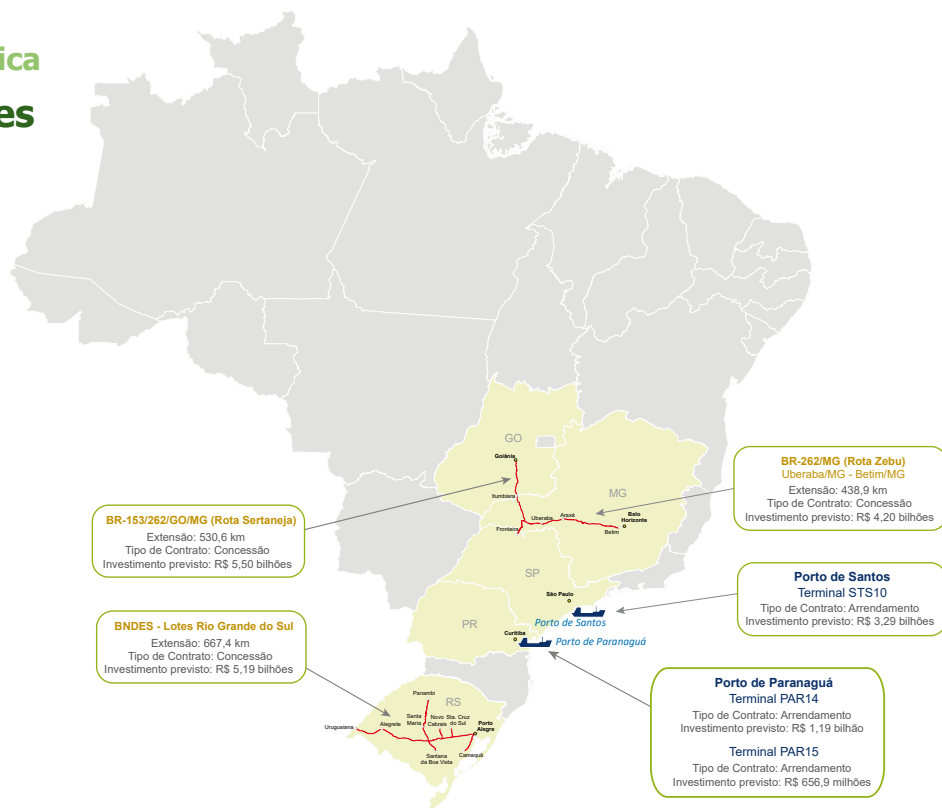 ica
es
GO
Goiânia
Itumbiara
MG
Uberaba
Araxá
Fronteira
Betim
Belo
Horizonte
BR-262/MG (Rota Zebu)
Uberaba/MG - Betim/MG
Extensão: 438,9 km
Tipo de Contrato: Concessão
Investimento previsto: R$ 4,20 bilhões
BR-153/262/GO/MG (Rota Sertaneja)
Extensão: 530,6 km
Tipo de Contrato: Concessão
Investimento previsto: R$ 5,50 bilhões
SP
São Paulo
Porto de Santos
PR
Curitiba
Porto de Paranaguá
Porto de Santos
Terminal STS10
Tipo de Contrato: Arrendamento
Investimento previsto: R$ 3,29 bilhões
BNDES - Lotes Rio Grande do Sul
Extensão: 667,4 km
Tipo de Contrato: Concessão
Investimento previsto: R$ 5,19 bilhões
Porto de Paranaguá
Terminal PAR14
Tipo de Contrato: Arrendamento
Investimento previsto: R$ 1,19 bilhão
Terminal PAR15
Tipo de Contrato: Arrendamento
Investimento previsto: R$ 656,9 milhões
RS
Panambi
Uruguaiana
Alegrete
Santa
Maria
Novo
Cabrais
Sta. Cruz
do Sul
Porto
Alegre
Santana
da Boa Vista
Camaquã